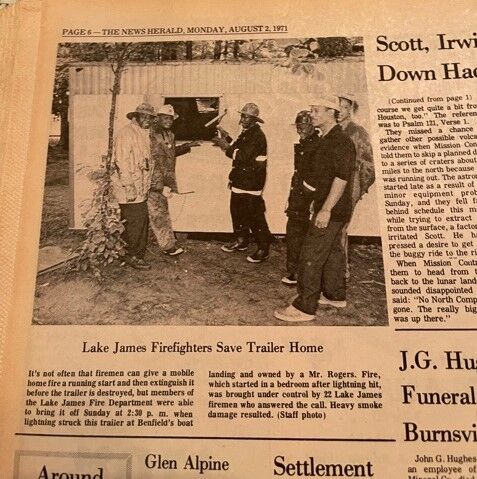 PAGE 6 — THE NEWS HERALD, MONDAY, AUGUST 2, 1971
Lake James Firefighters Save Trailer Home
It's not often that firemen can give a mobile
home fire a running start and then extinguish it
before the trailer is destroyed, but members of
the Lake James Fire Department were able
to bring it off Sunday at 2:30 p. m. when
lightning struck this trailer at Benfield's boat
landing and owned by a Mr. Rogers. Fire,
which started in a bedroom after lightning hit,
was brought under control by 22 Lake James
firemen who answered the call. Heavy smoke
damage resulted. (Staff photo)
Around
Glen Alpine
Settlement
Scott, Irwi
Down Had
(Continued from page 1)
course we get quite a bit fro
Houston, too." The referen
was to Psalm 121, Verse 1.
They missed a chance
gather other possible volca
evidence when Mission Con
told them to skip a planned d
to a series of craters about
miles to the north because
was running out. The astro
started late as a result of
minor equipment prob
Sunday, and they fell f
behind schedule this m
while trying to extract
from the surface, a factor
irritated Scott. He ha
pressed a desire to get
the buggy ride to the ri
When Mission Contr
them to head from t
back to the lunar land
sounded disappointed
said: "No North Comp
gone. The really big
was up there."
J.G. Hu
Funeral
Burnsvi
John G. Hughes
an employee of